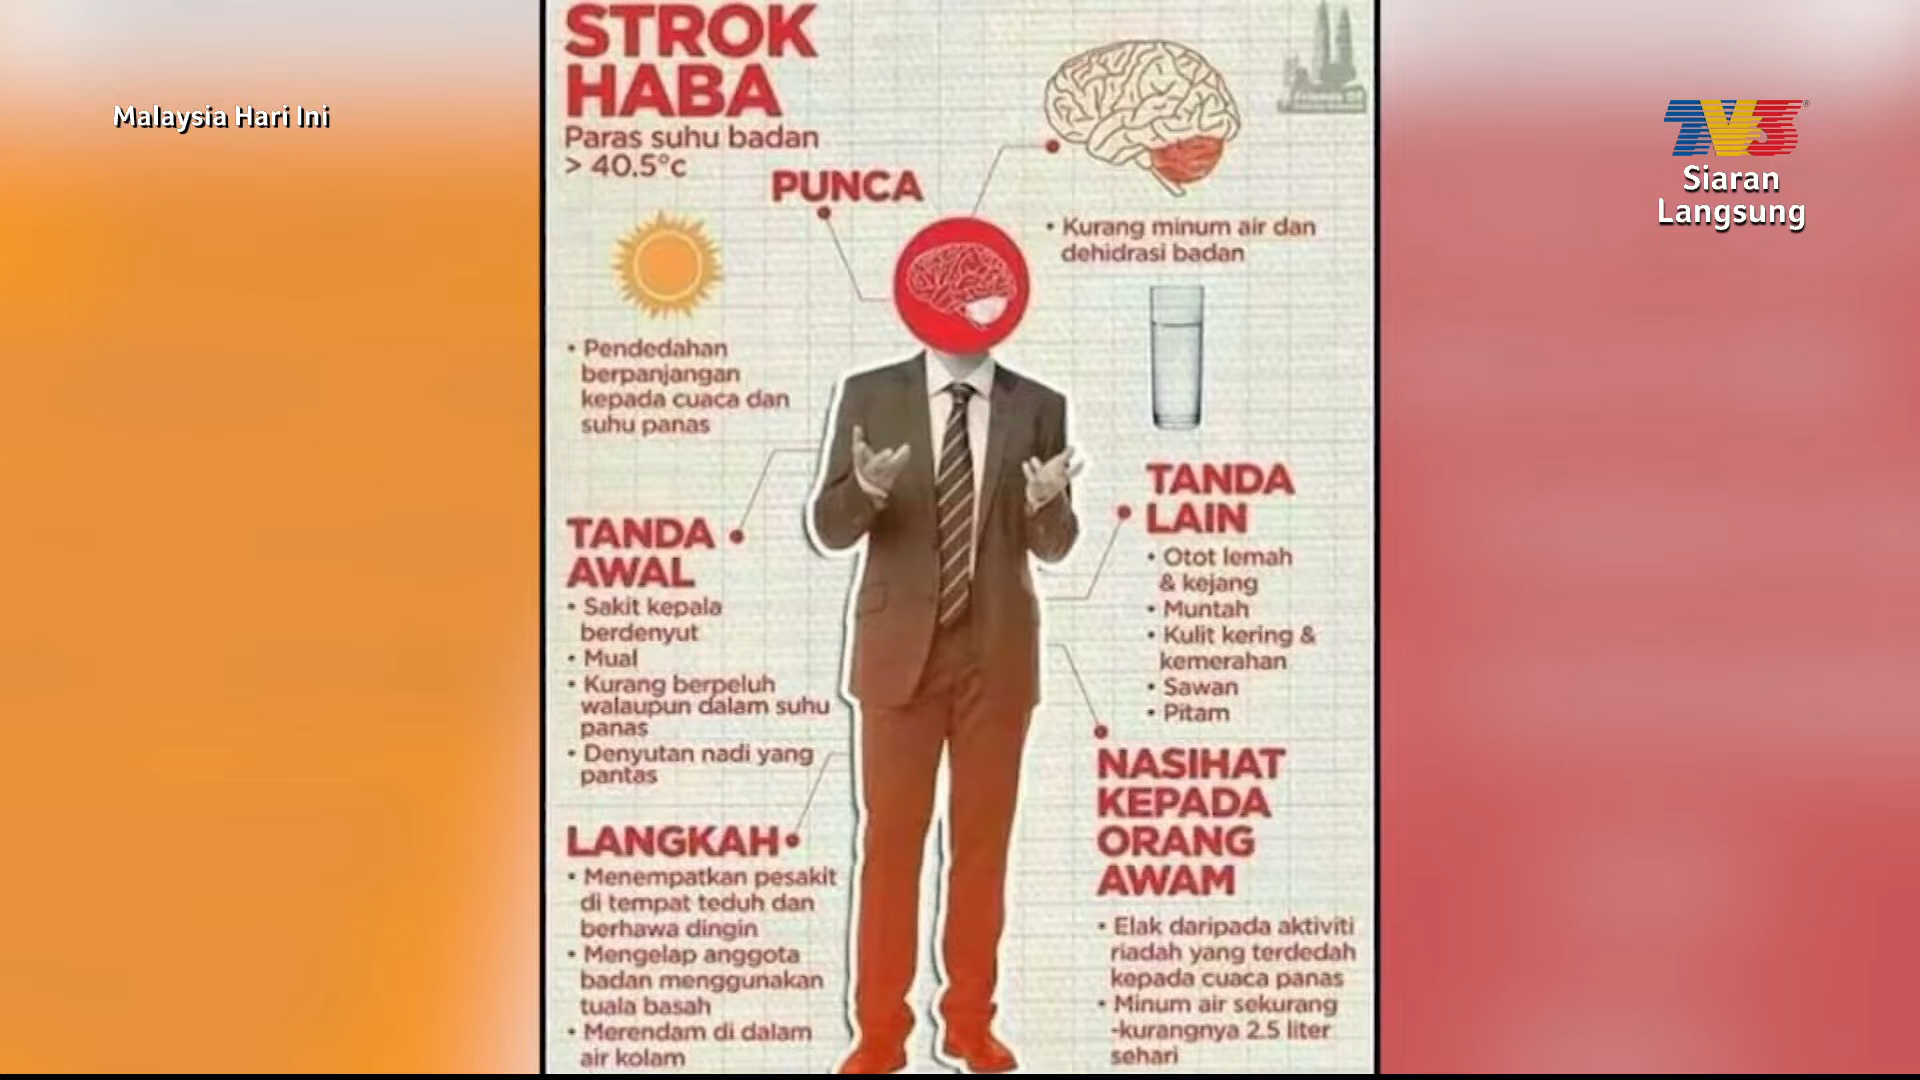 Malaysia Hari Ini
TV3
Siaran
Langsung
STROK
HABA
Paras suhu badan
> 40.5°c
PUNCA
• Kurang minum air dan
dehidrasi badan
• Pendedahan
berpanjangan
kepada cuaca dan
suhu panas
TANDA
AWAL
• Sakit kepala
berdenyut
• Mual
• Kurang berpeluh
walaupun dalam suhu
panas
• Denyutan nadi yang
pantas
TANDA
LAIN
• Otot lemah
& kejang
• Muntah
• Kulit kering &
kemerahan
• Sawan
• Pitam
LANGKAH
• Menempatkan pesakit
di tempat teduh dan
berhawa dingin
• Mengelap anggota
badan menggunakan
tuala basah
• Merendam di dalam
air kolam
NASIHAT
KEPADA
ORANG
AWAM
• Elak daripada aktiviti
riadah yang terdedah
kepada cuaca panas
• Minum air sekurang
-kurangnya 2.5 liter
sehari